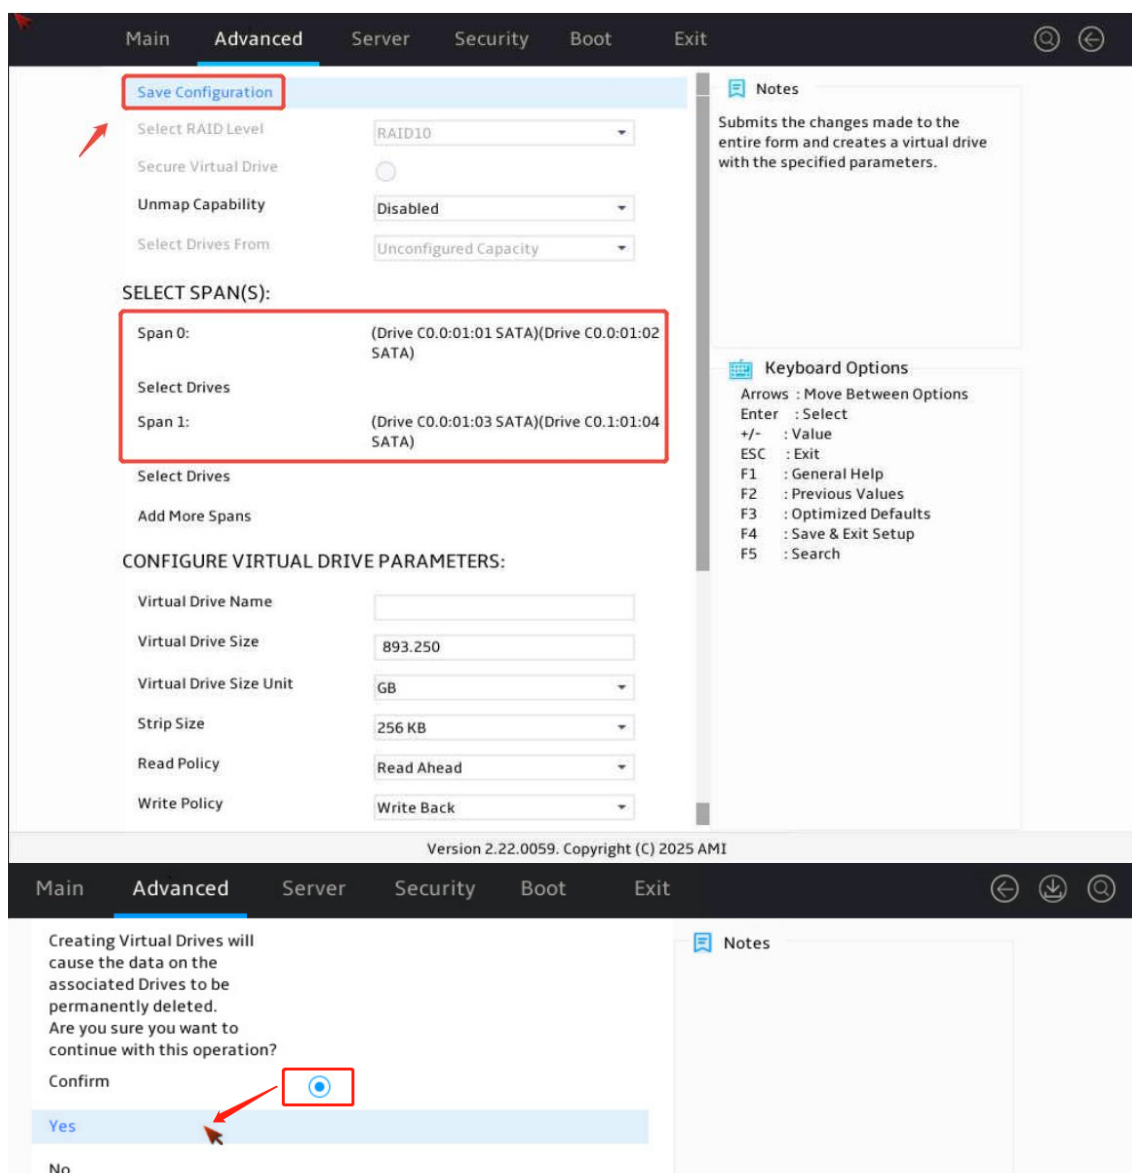 Main Advanced Server Security Boot Exit
Save Configuration
Select RAID Level RAID10
Secure Virtual Drive
Unmap Capability Disabled
Select Drives From Unconfigured Capacity
SELECT SPAN(S):
Span 0: (Drive C0.0:01:01 SATA)(Drive C0.0:01:02
SATA)
Select Drives
Span 1: (Drive C0.0:01:03 SATA)(Drive C0.1:01:04
SATA)
Select Drives
Add More Spans
CONFIGURE VIRTUAL DRIVE PARAMETERS:
Virtual Drive Name
Virtual Drive Size 893.250
Virtual Drive Size Unit GB
Strip Size 256 KB
Read Policy Read Ahead
Write Policy Write Back
Notes
Submits the changes made to the
entire form and creates a virtual drive
with the specified parameters.
Keyboard Options
Arrows : Move Between Options
Enter : Select
+/- : Value
ESC : Exit
F1 : General Help
F2 : Previous Values
F3 : Optimized Defaults
F4 : Save & Exit Setup
F5 : Search
Version 2.22.0059. Copyright (C) 2025 AMI
Main Advanced Server Security Boot Exit
Creating Virtual Drives will
cause the data on the
associated Drives to be
permanently deleted.
Are you sure you want to
continue with this operation?
Confirm
Yes
No
Notes